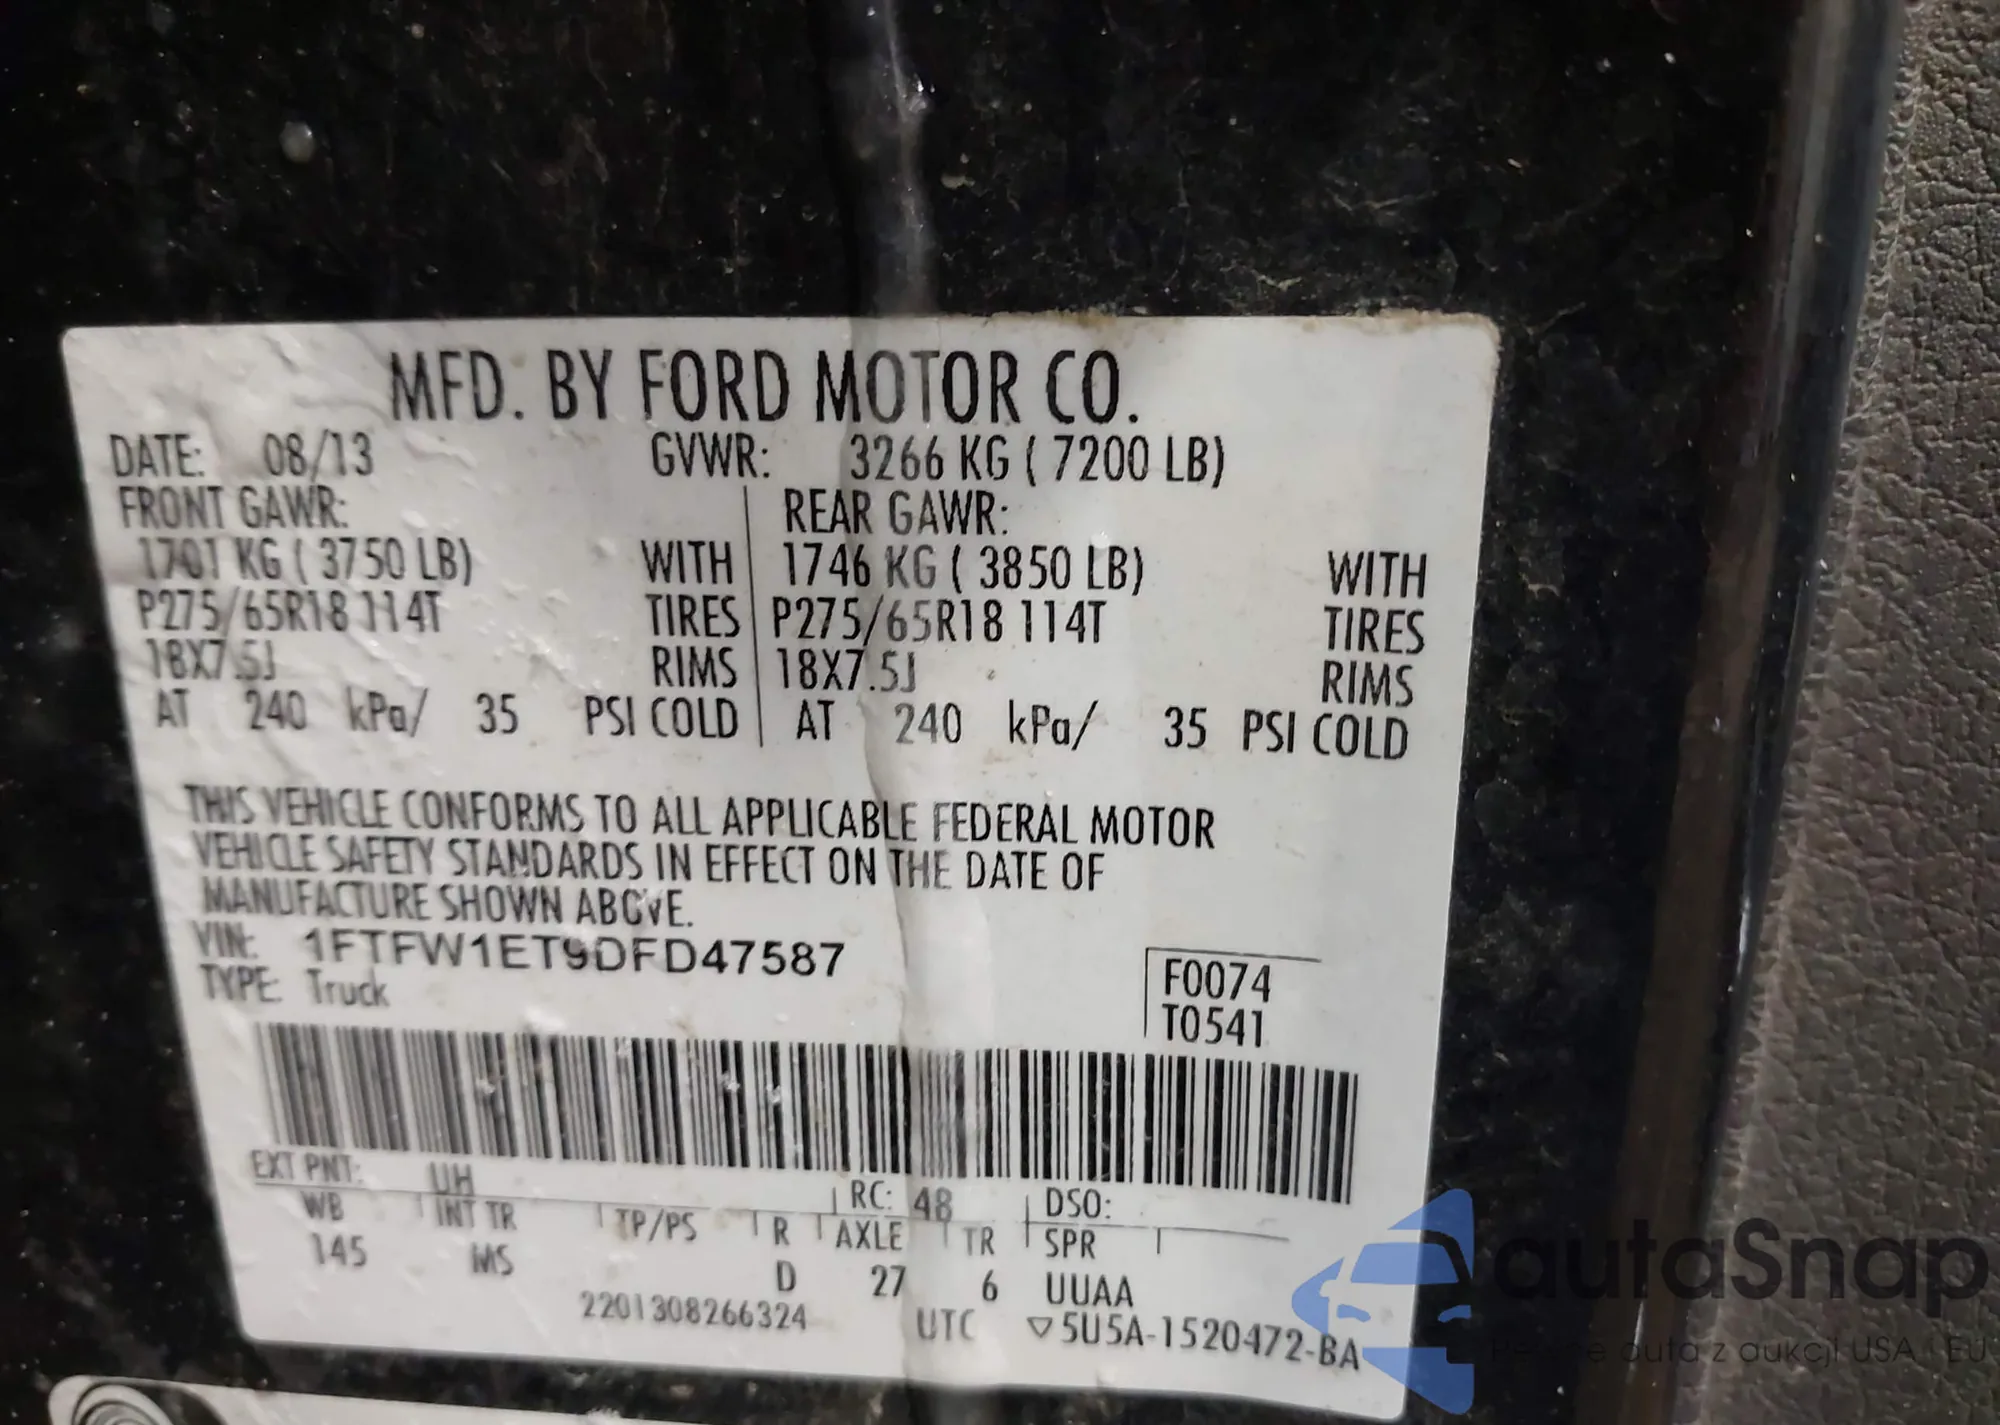 MFD. BY FORD MOTOR CO.
DATE: 08/13 GVWR: 3266 KG ( 7200 LB)
FRONT GAWR: REAR GAWR:
1701 KG ( 3750 LB) WITH 1746 KG ( 3850 LB) WITH
P275/65R18 114T TIRES P275/65R18 114T TIRES
18X7.5J RIMS 18X7.5J RIMS
AT 240 kPa/ 35 PSI COLD AT 240 kPa/ 35 PSI COLD
THIS VEHICLE CONFORMS TO ALL APPLICABLE FEDERAL MOTOR
VEHICLE SAFETY STANDARDS IN EFFECT ON THE DATE OF
MANUFACTURE SHOWN ABOVE.
VIN: 1FTFW1ET9DFD47587
TYPE: Truck
F0074
T0541
EXT PNT: UH RC: 48 DSO:
WB INT TR TP/PS R AXLE TR SPR
145 MS D 27 6 UUAA
2201308266324 UTC ▽5U5A-1520472-BA
autaSnap
auta z aukcji USA i EU